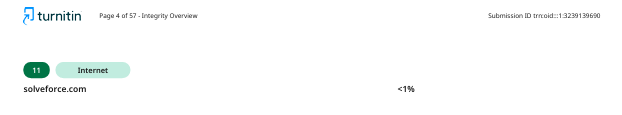 turnitin Page 4 of 57 - Integrity Overview Submission ID trn:oid:::1:3239139690
11 Internet
solveforce.com <1%